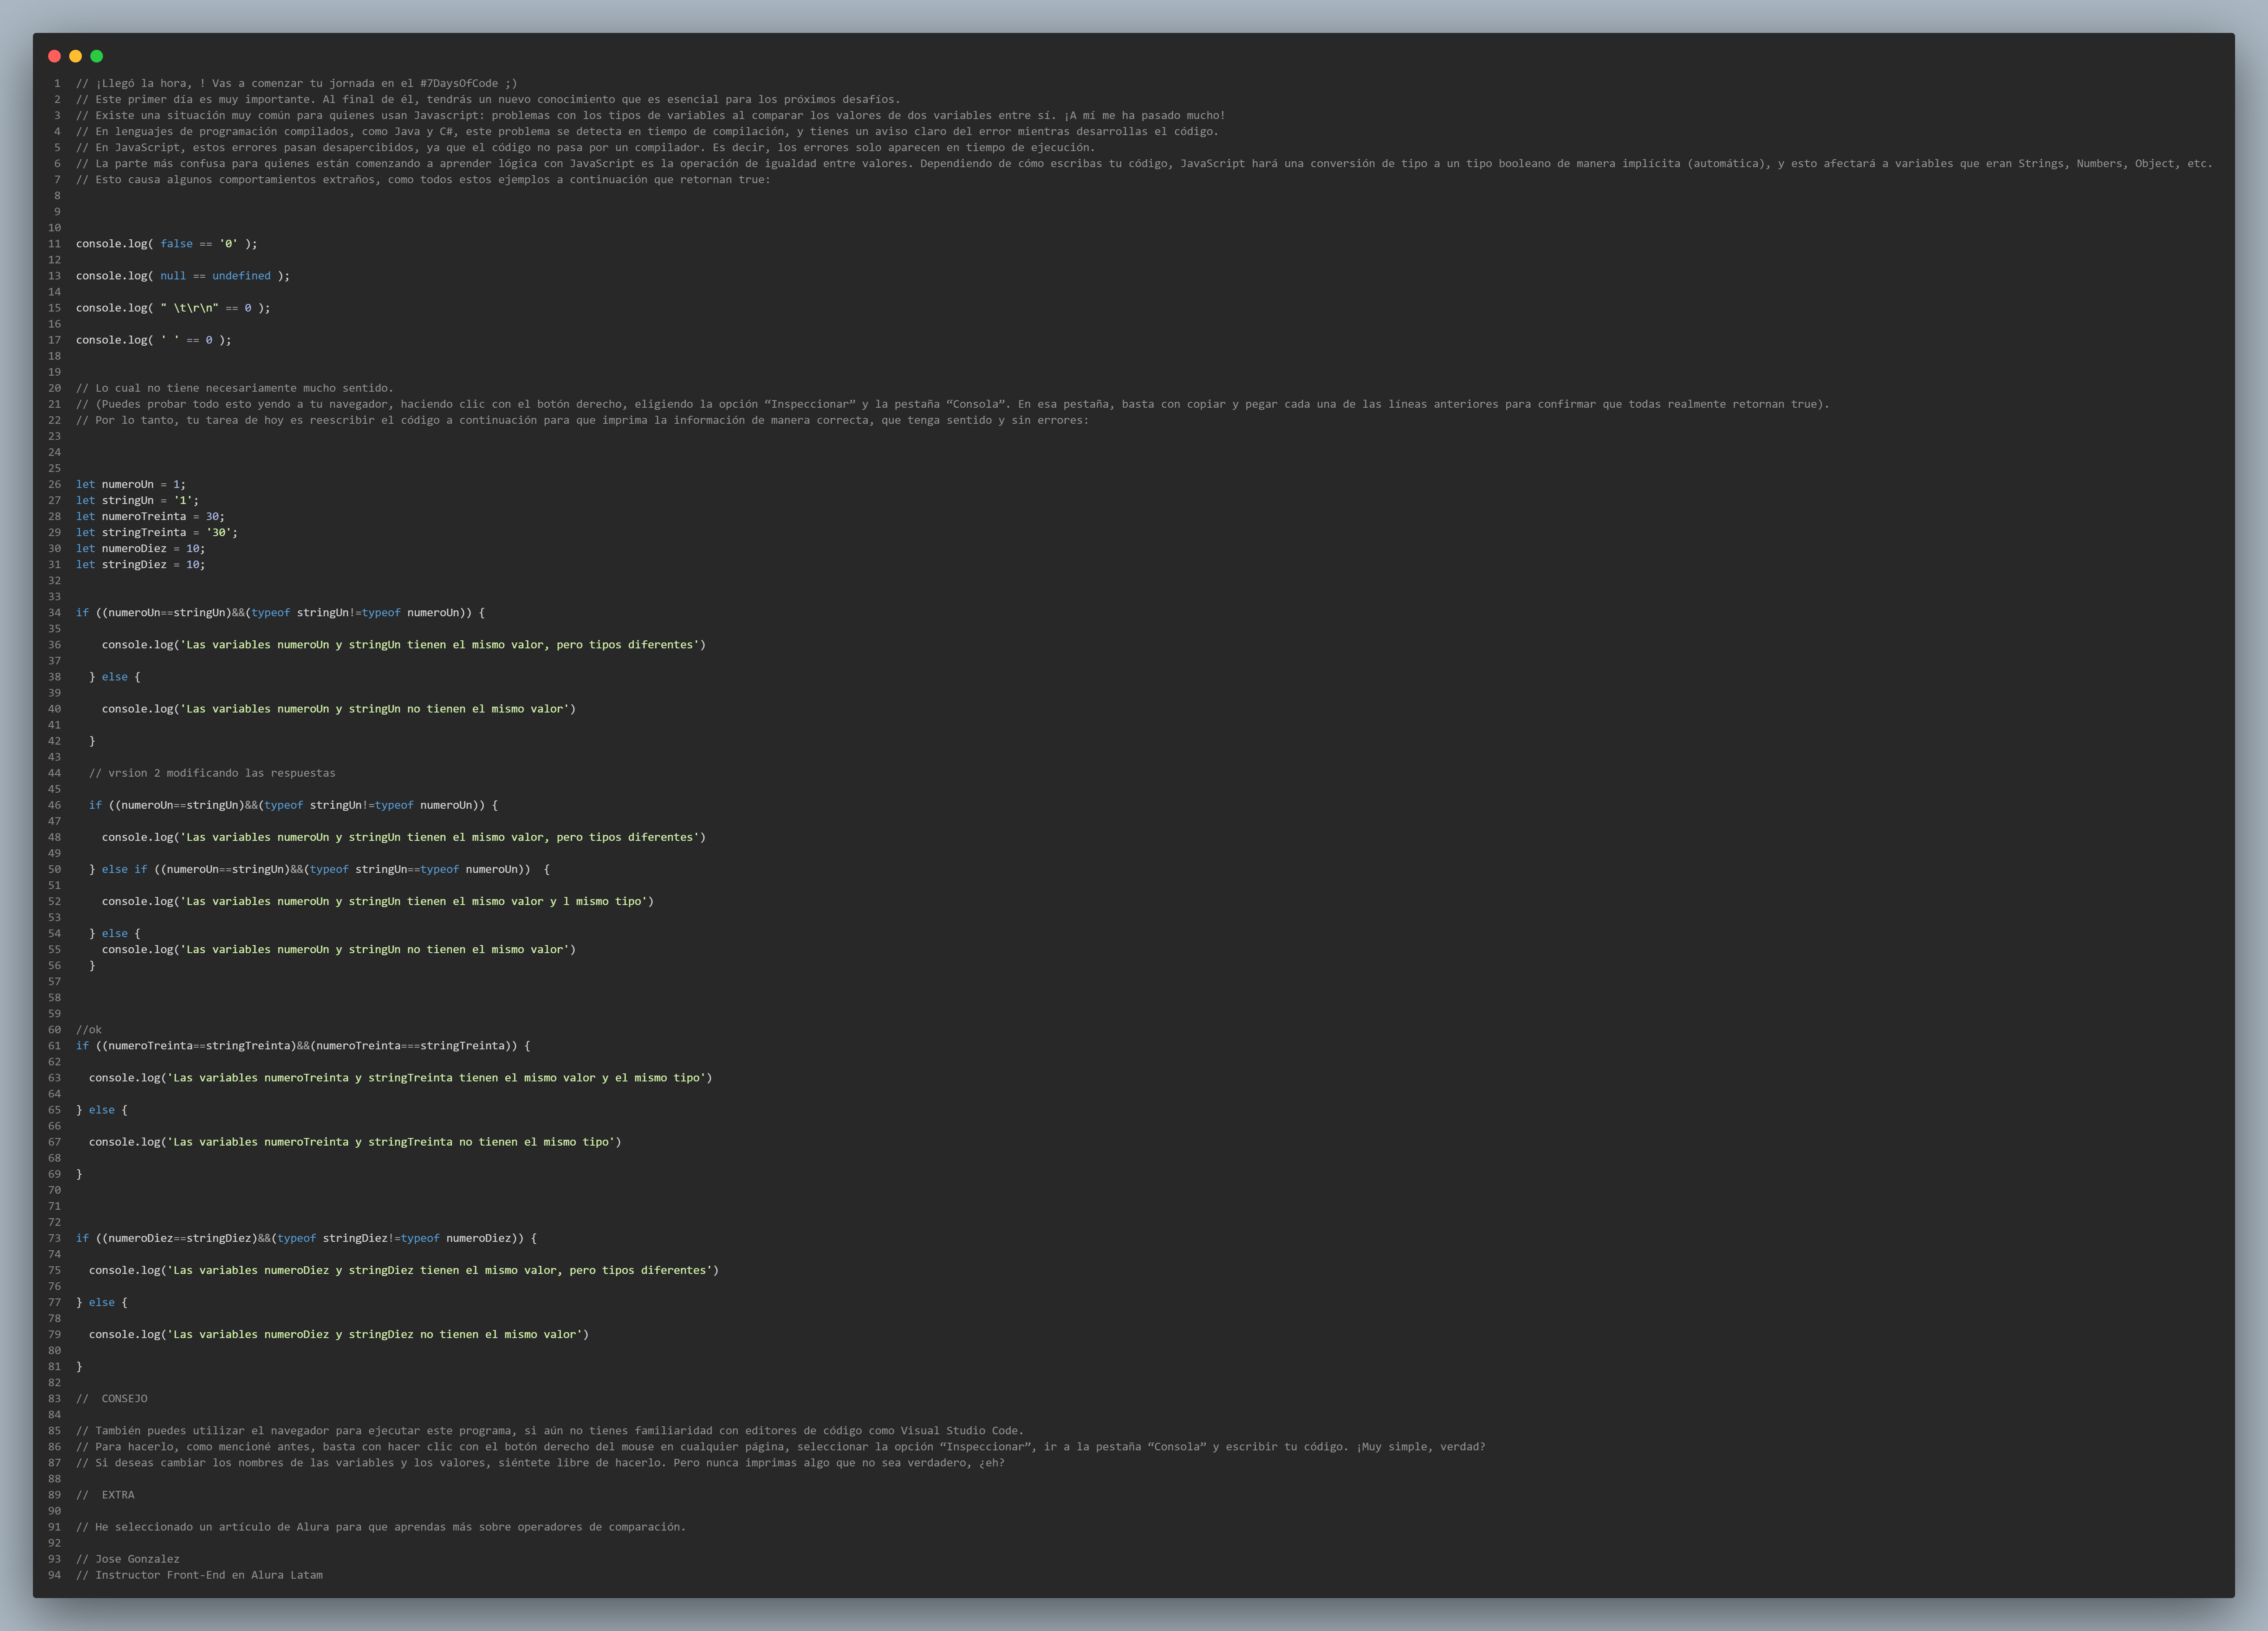 1 // ¡Llegó la hora, ! Vas a comenzar tu jornada en el #7DaysOfCode ;)
2 // Este primer día es muy importante. Al final de él, tendrás un nuevo conocimiento que es esencial para los próximos desafíos.
3 // Existe una situación muy común para quienes usan Javascript: problemas con los tipos de variables al comparar los valores de dos variables entre sí. ¡A mí me ha pasado mucho!
4 // En lenguajes de programación compilados, como Java y C#, este problema se detecta en tiempo de compilación, y tienes un aviso claro del error mientras desarrollas el código.
5 // En JavaScript, estos errores pasan desapercibidos, ya que el código no pasa por un compilador. Es decir, los errores solo aparecen en tiempo de ejecución.
6 // La parte más confusa para quienes están comenzando a aprender lógica con JavaScript es la operación de igualdad entre valores. Dependiendo de cómo escribas tu código, JavaScript hará una conversión de tipo a un tipo booleano de manera implícita (automática), y esto afectará a variables que eran Strings, Numbers, Object, etc.
7 // Esto causa algunos comportamientos extraños, como todos estos ejemplos a continuación que retornan true:
8
9
10
11 console.log( false == '0' );
12
13 console.log( null == undefined );
14
15 console.log( " \t\r\n" == 0 );
16
17 console.log( ' ' == 0 );
18
19
20 // Lo cual no tiene necesariamente mucho sentido.
21 // (Puedes probar todo esto yendo a tu navegador, haciendo clic con el botón derecho, eligiendo la opción “Inspeccionar” y la pestaña “Consola”. En esa pestaña, basta con copiar y pegar cada una de las líneas anteriores para confirmar que todas realmente retornan true).
22 // Por lo tanto, tu tarea de hoy es reescribir el código a continuación para que imprima la información de manera correcta, que tenga sentido y sin errores:
23
24
25
26 let numeroUn = 1;
27 let stringUn = '1';
28 let numeroTreinta = 30;
29 let stringTreinta = '30';
30 let numeroDiez = 10;
31 let stringDiez = 10;
32
33
34 if ((numeroUn==stringUn)&&(typeof stringUn!=typeof numeroUn)) {
35
36     console.log('Las variables numeroUn y stringUn tienen el mismo valor, pero tipos diferentes')
37
38   } else {
39
40     console.log('Las variables numeroUn y stringUn no tienen el mismo valor')
41
42   }
43
44   // vrsion 2 modificando las respuestas
45
46   if ((numeroUn==stringUn)&&(typeof stringUn!=typeof numeroUn)) {
47
48     console.log('Las variables numeroUn y stringUn tienen el mismo valor, pero tipos diferentes')
49
50   } else if ((numeroUn==stringUn)&&(typeof stringUn==typeof numeroUn))  {
51
52     console.log('Las variables numeroUn y stringUn tienen el mismo valor y l mismo tipo')
53
54   } else {
55     console.log('Las variables numeroUn y stringUn no tienen el mismo valor')
56   }
57
58
59
60 //ok
61 if ((numeroTreinta==stringTreinta)&&(numeroTreinta===stringTreinta)) {
62
63   console.log('Las variables numeroTreinta y stringTreinta tienen el mismo valor y el mismo tipo')
64
65 } else {
66
67   console.log('Las variables numeroTreinta y stringTreinta no tienen el mismo tipo')
68
69 }
70
71
72
73 if ((numeroDiez==stringDiez)&&(typeof stringDiez!=typeof numeroDiez)) {
74
75   console.log('Las variables numeroDiez y stringDiez tienen el mismo valor, pero tipos diferentes')
76
77 } else {
78
79   console.log('Las variables numeroDiez y stringDiez no tienen el mismo valor')
80
81 }
82
83 //  CONSEJO
84
85 // También puedes utilizar el navegador para ejecutar este programa, si aún no tienes familiaridad con editores de código como Visual Studio Code.
86 // Para hacerlo, como mencioné antes, basta con hacer clic con el botón derecho del mouse en cualquier página, seleccionar la opción “Inspeccionar”, ir a la pestaña “Consola” y escribir tu código. ¡Muy simple, verdad?
87 // Si deseas cambiar los nombres de las variables y los valores, siéntete libre de hacerlo. Pero nunca imprimas algo que no sea verdadero, ¿eh?
88
89 //  EXTRA
90
91 // He seleccionado un artículo de Alura para que aprendas más sobre operadores de comparación.
92
93 // Jose Gonzalez
94 // Instructor Front-End en Alura Latam